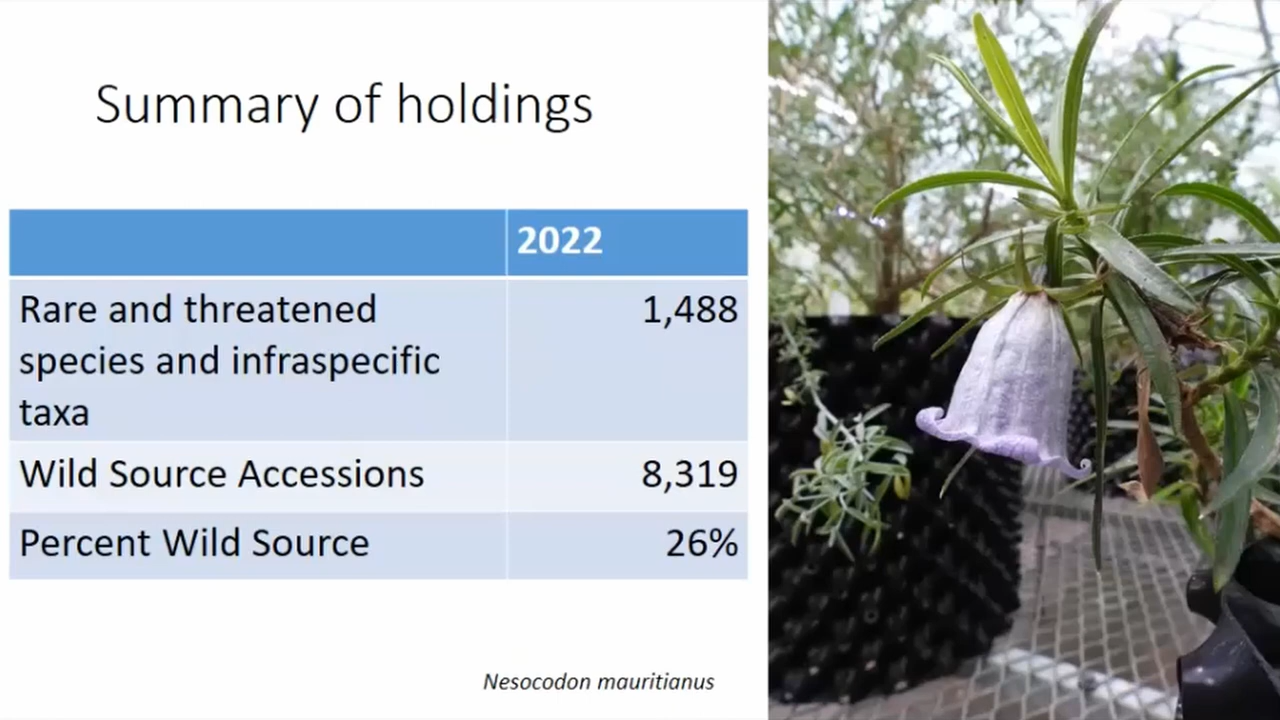 Summary of holdings
2022
Rare and threatened
species and infraspecific
taxa
1,488
Wild Source Accessions
8,319
Percent Wild Source
26%
Nesocodon mauritianus